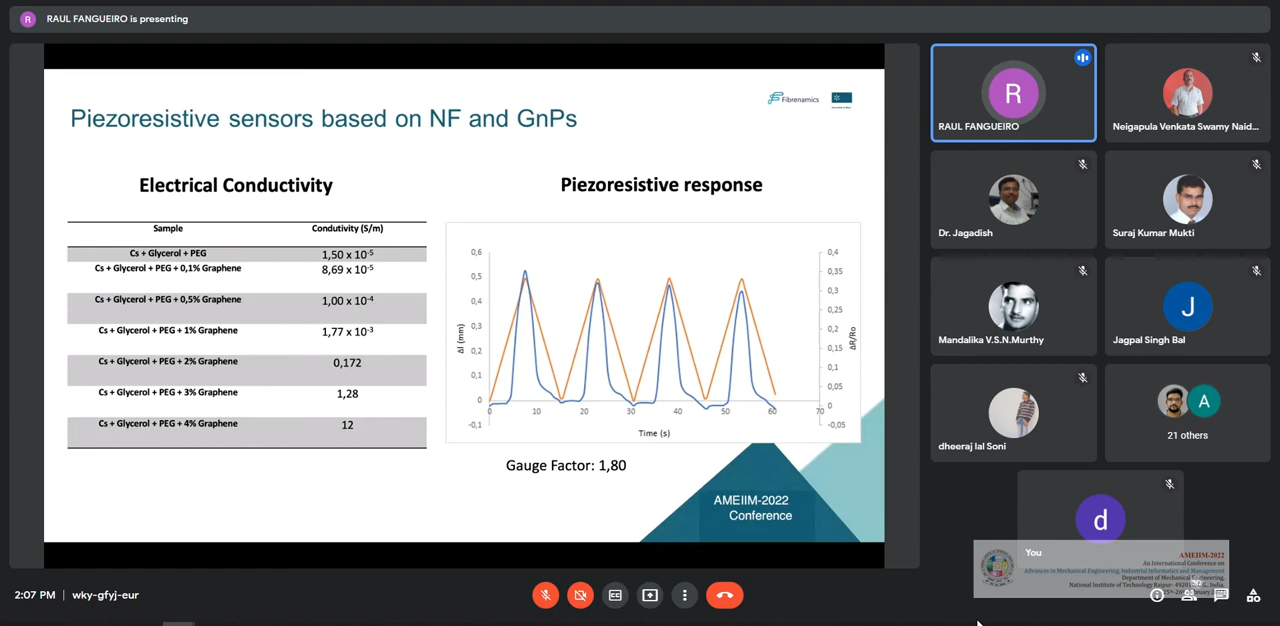 R RAUL FANGUEIRO is presenting
Piezoresistive sensors based on NF and GnPs
Fibrenamics
Electrical Conductivity
Sample Condutivity (S/m)
Cs + Glycerol + PEG 1,50 x 10-5
Cs + Glycerol + PEG + 0,1% Graphene 8,69 x 10-5
Cs + Glycerol + PEG + 0,5% Graphene 1,00 x 10-4
Cs + Glycerol + PEG + 1% Graphene 1,77 x 10-3
Cs + Glycerol + PEG + 2% Graphene 0,172
Cs + Glycerol + PEG + 3% Graphene 1,28
Cs + Glycerol + PEG + 4% Graphene 12
Piezoresistive response
0,6
0,5
0,4
0,3
0,2
0,1
0
-0,1
Δl (mm)
0,4
0,35
0,3
0,25
0,2
0,15
0,1
0,05
0
-0,05
ΔR/Ro
0 10 20 30 40 50 60 70
Time (s)
Gauge Factor: 1,80
AMEIIM-2022
Conference
R
RAUL FANGUEIRO
Neigapula Venkata Swamy Naid...
Dr. Jagadish
Suraj Kumar Mukti
Mandalika V.S.N.Murthy
J
Jagpal Singh Bal
dheeraj lal Soni
A
21 others
d
You
AMEIIM-2022
An International Conference on
Advances in Mechanical Engineering, Industrial Informatics and Management
Department of Mechanical Engineering,
National Institute of Technology Raipur-
2:07 PM | wky-gfyj-eur